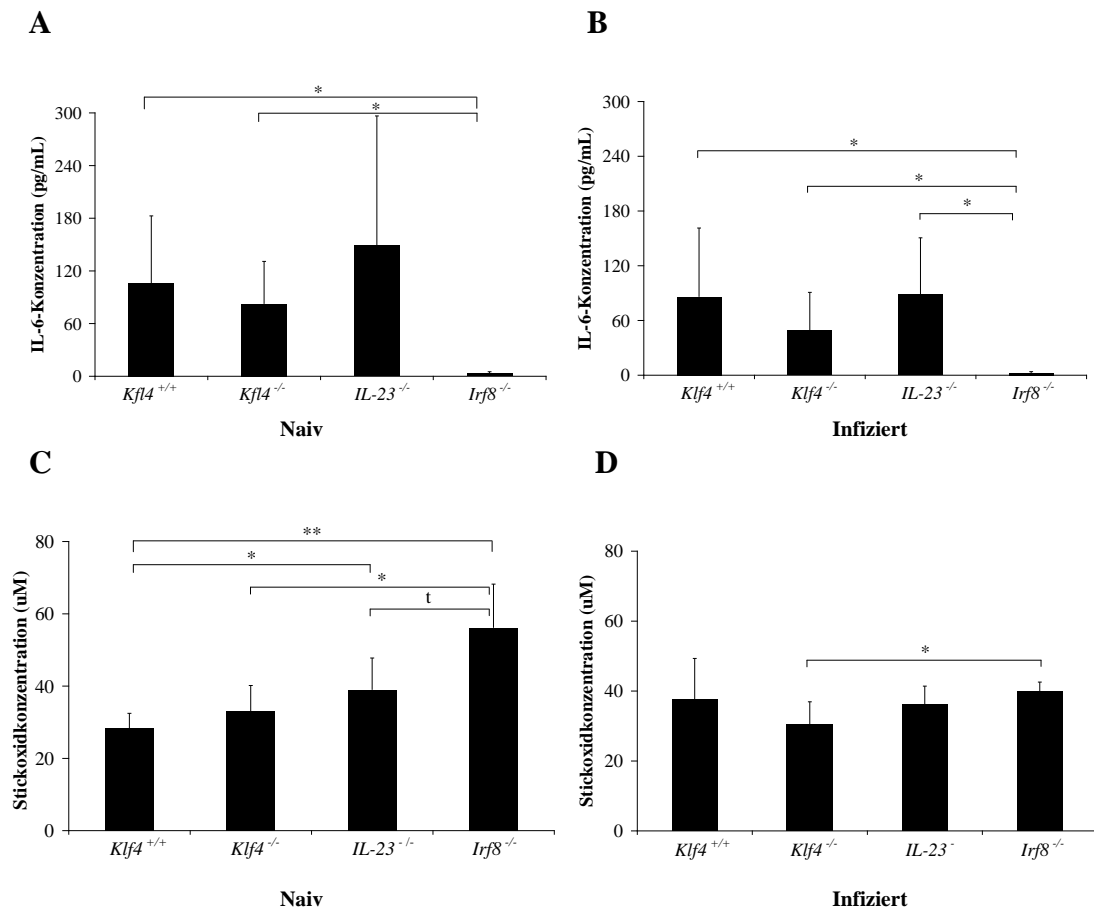 A
IL-6-Konzentration (pg/mL)
300
240
180
120
60
0
*
*
Kfl4 +/+
Kfl4 -/-
IL-23 -/-
Irf8 -/-
Naiv
B
IL-6-Konzentration (pg/mL)
300
240
180
120
60
0
*
*
*
Klf4 +/+
Klf4 -/-
IL-23 -/-
Irf8 -/-
Infiziert
C
Stickoxidkonzentration (uM)
80
60
40
20
0
**
*
*
t
Klf4 +/+
Klf4 -/-
IL-23 -/-
Irf8 -/-
Naiv
D
Stickoxidkonzentration (uM)
80
60
40
20
0
*
Klf4 +/+
Klf4 -/-
IL-23 -
Irf8 -/-
Infiziert